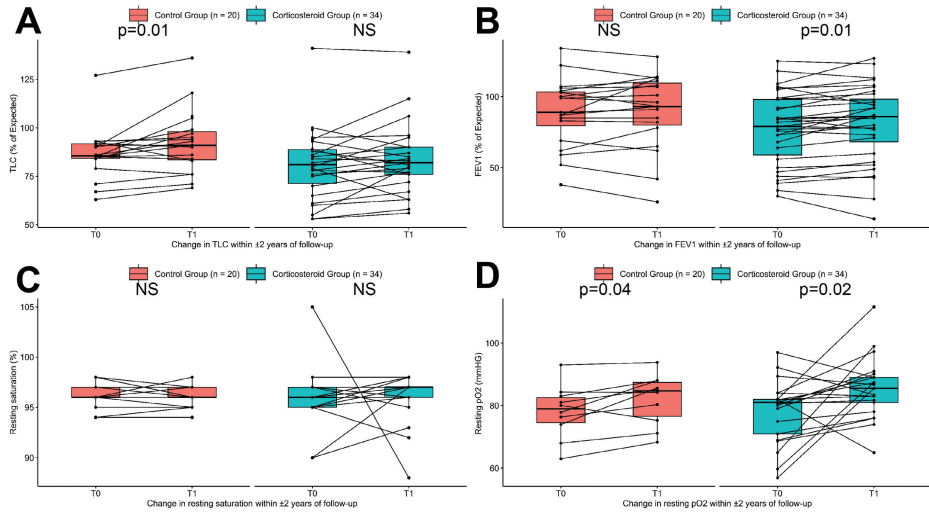 A
Control Group (n = 20) Corticosteroid Group (n = 34)
p=0.01 NS
TLC (% of Expected)
125
100
75
50
T0 T1 T0 T1
Change in TLC within ±2 years of follow-up
B
Control Group (n = 20) Corticosteroid Group (n = 34)
NS p=0.01
FEV1 (% of Expected)
100
50
T0 T1 T0 T1
Change in FEV1 within ±2 years of follow-up
C
Control Group (n = 20) Corticosteroid Group (n = 34)
NS NS
Resting saturation (%)
105
100
95
90
T0 T1 T0 T1
Change in resting saturation within ±2 years of follow-up
D
Control Group (n = 20) Corticosteroid Group (n = 34)
p=0.04 p=0.02
Resting pO2 (mmHG)
100
80
60
T0 T1 T0 T1
Change in resting pO2 within ±2 years of follow-up